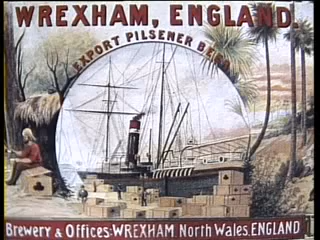 WREXHAM, ENGLAND.
EXPORT PILSENER BEER
Brewery & Offices: WREXHAM North Wales, ENGLAND